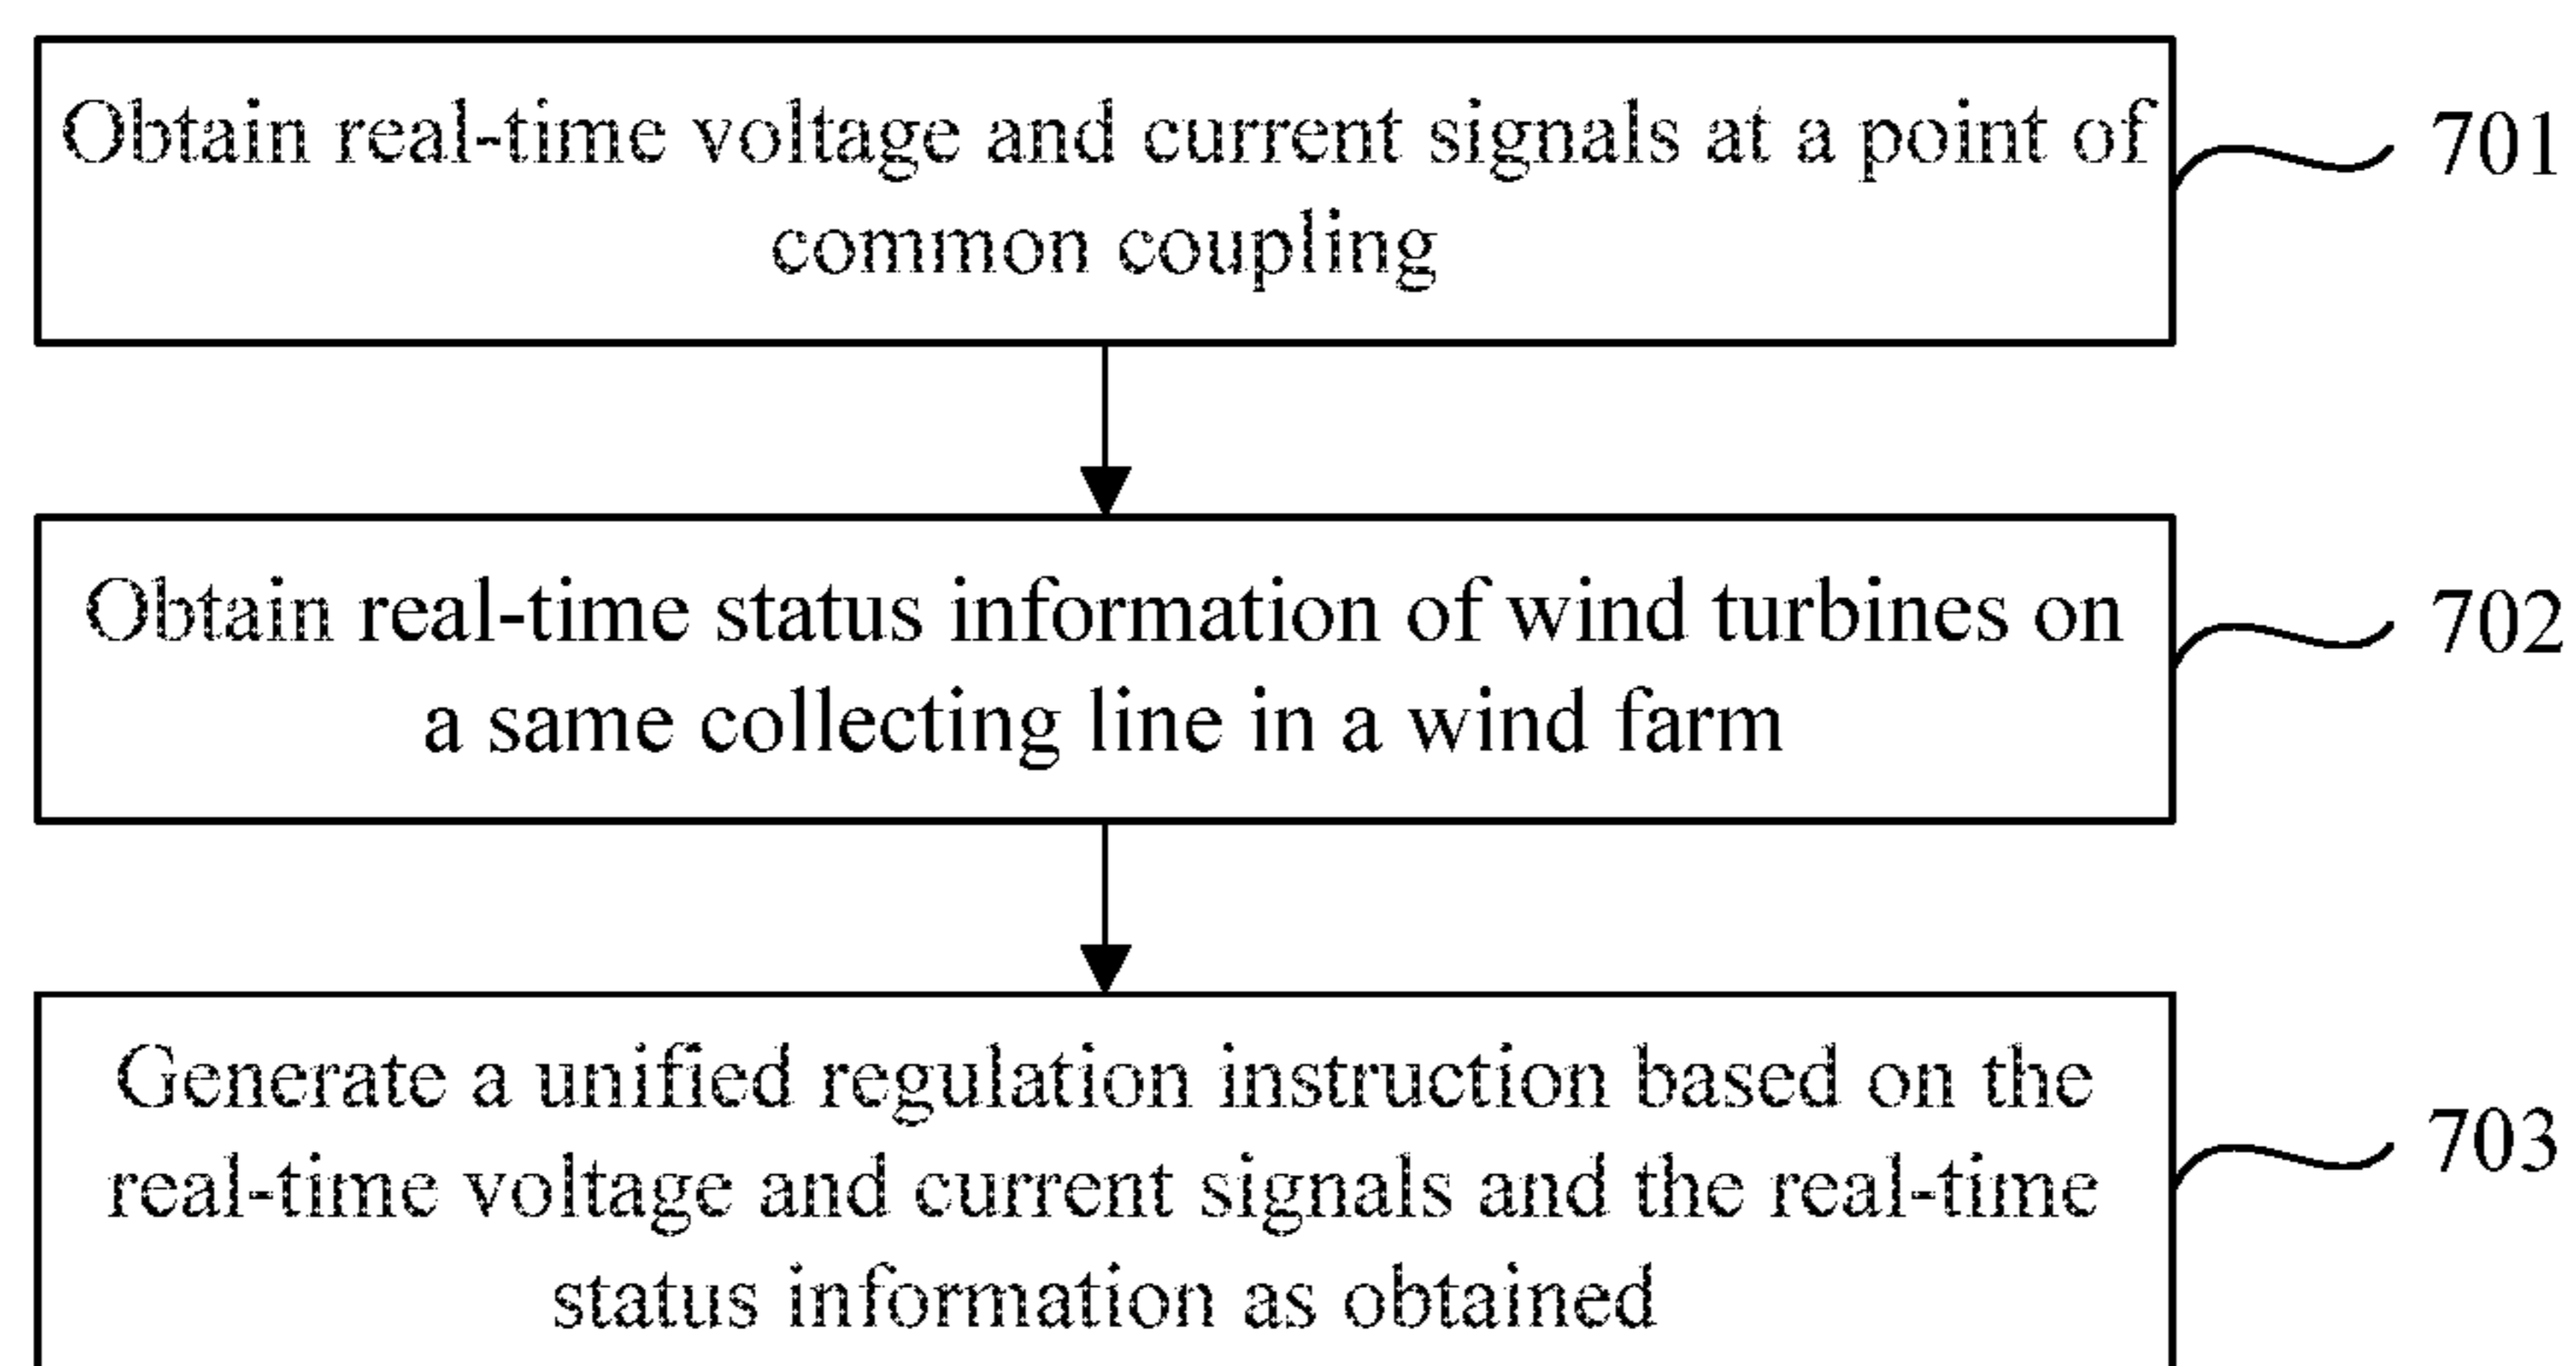 Obtain real-time voltage and current signals at a point of
common coupling
701
Obtain real-time status information of wind turbines on
a same collecting line in a wind farm
702
Generate a unified regulation instruction based on the
real-time voltage and current signals and the real-time
status information as obtained
703